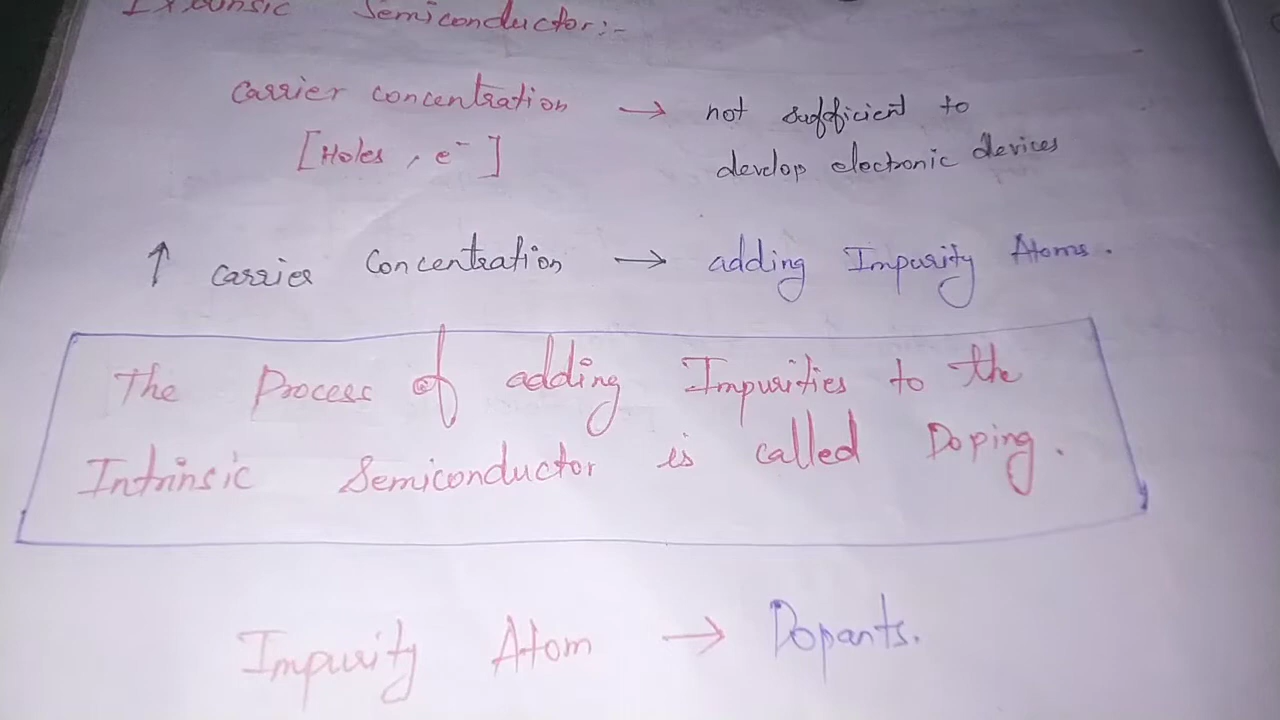 Extrinsic Semiconductor:-
Carrier concentration → not sufficient to
[Holes, e⁻] develop electronic devices
↑ Carrier Concentration → adding Impurity Atoms.
The Process of adding Impurities to the
Intrinsic Semiconductor is called Doping.
Impurity Atom → Dopants.